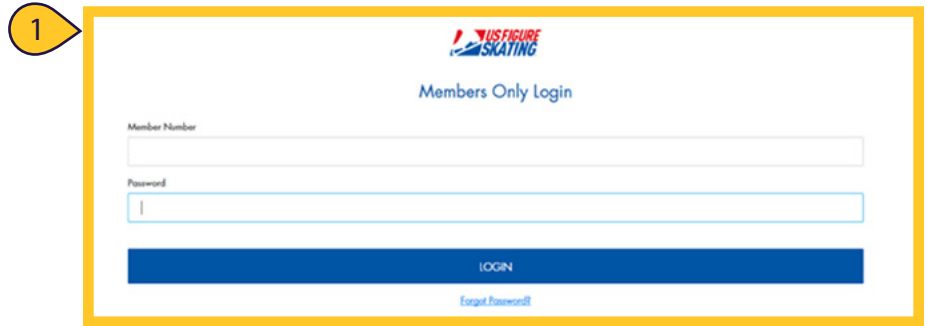 1
US FIGURE
SKATING
Members Only Login
Member Number
Password
LOGIN
Forgot Password?